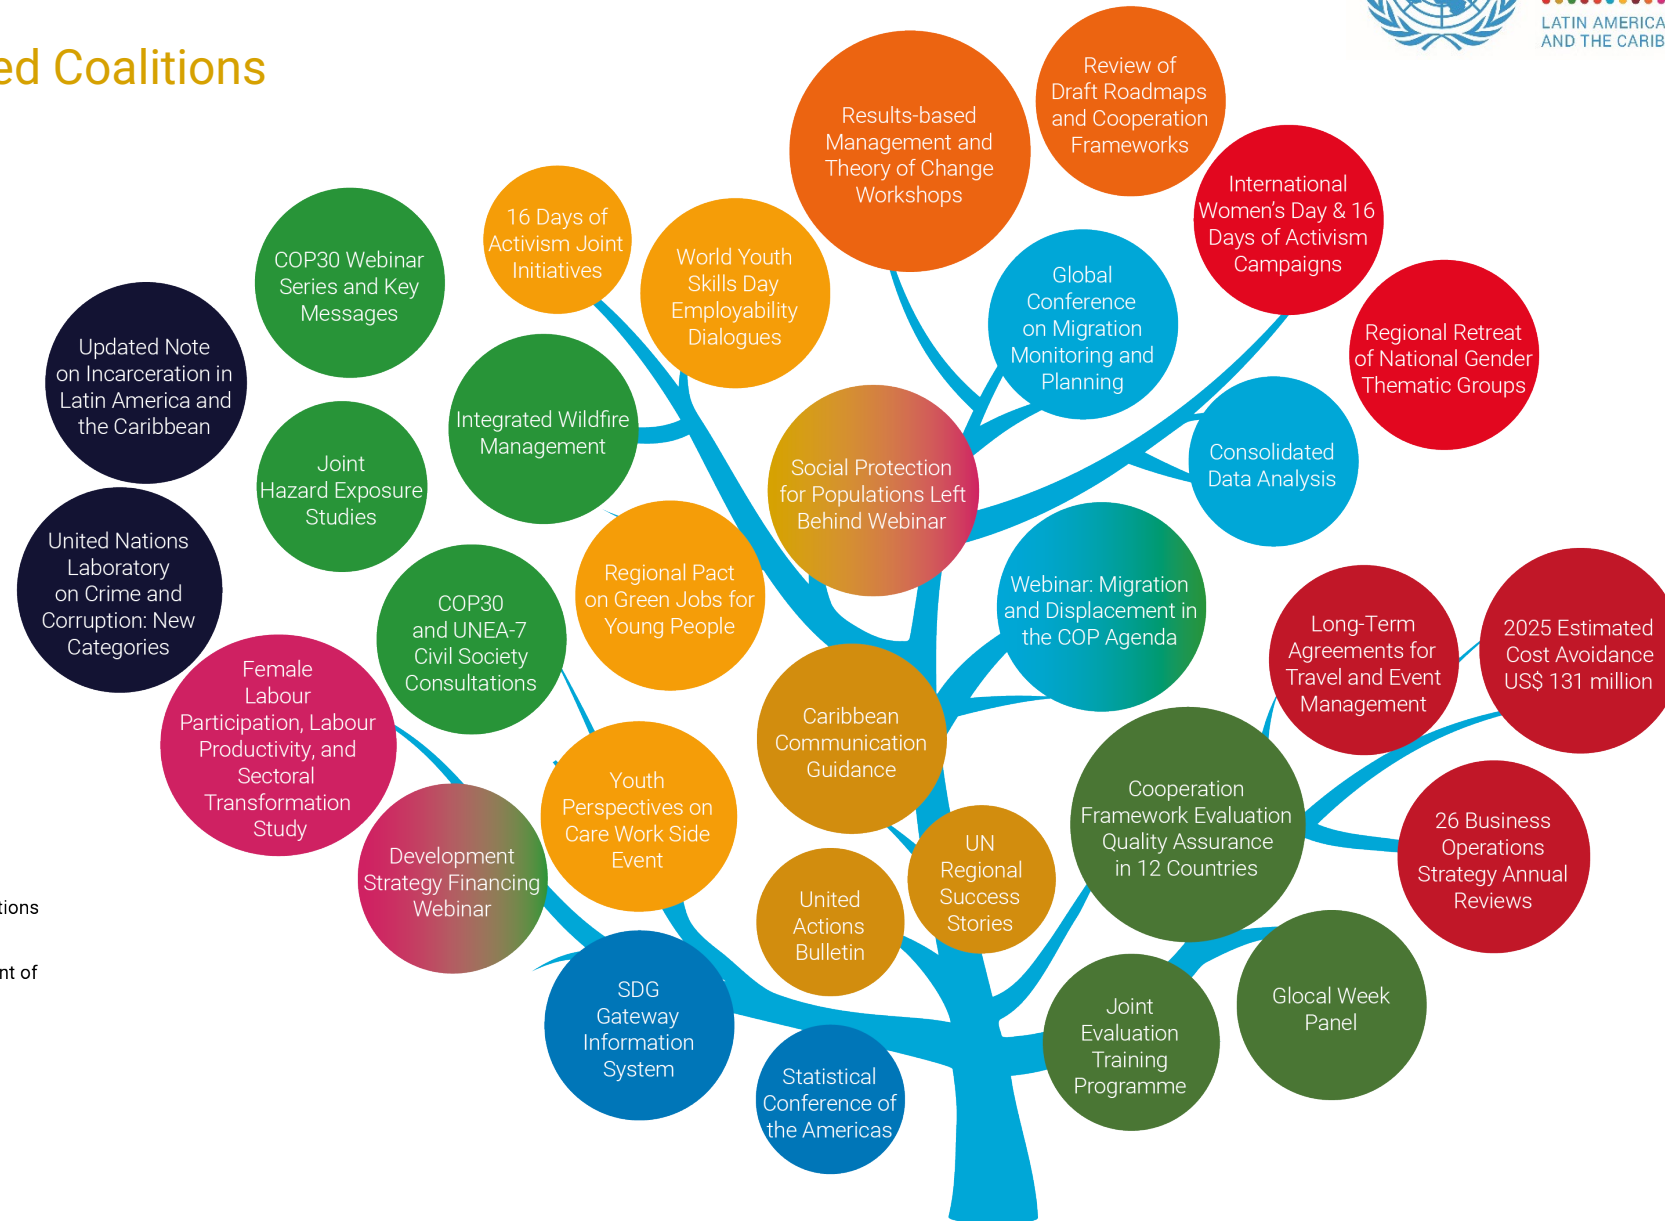 ed Coalitions
LATIN AMERICA
AND THE CARIB
Review of
Draft Roadmaps
and Cooperation
Frameworks
Results-based
Management and
Theory of Change
Workshops
International
Women's Day & 16
Days of Activism
Campaigns
16 Days of
Activism Joint
Initiatives
World Youth
Skills Day
Employability
Dialogues
COP30 Webinar
Series and Key
Messages
Global
Conference
on Migration
Monitoring and
Planning
Regional Retreat
of National Gender
Thematic Groups
Updated Note
on Incarceration in
Latin America and
the Caribbean
Integrated Wildfire
Management
Consolidated
Data Analysis
Joint
Hazard Exposure
Studies
Social Protection
for Populations Left
Behind Webinar
United Nations
Laboratory
on Crime and
Corruption: New
Categories
Regional Pact
on Green Jobs for
Young People
Webinar: Migration
and Displacement in
the COP Agenda
COP30
and UNEA-7
Civil Society
Consultations
Long-Term
Agreements for
Travel and Event
Management
2025 Estimated
Cost Avoidance
US$ 131 million
Female
Labour
Participation, Labour
Productivity, and
Sectoral
Transformation
Study
Caribbean
Communication
Guidance
Youth
Perspectives on
Care Work Side
Event
Cooperation
Framework Evaluation
Quality Assurance
in 12 Countries
26 Business
Operations
Strategy Annual
Reviews
Development
Strategy Financing
Webinar
UN
Regional
Success
Stories
United
Actions
Bulletin
tions
nt of
SDG
Gateway
Information
System
Joint
Evaluation
Training
Programme
Glocal Week
Panel
Statistical
Conference of
the Americas